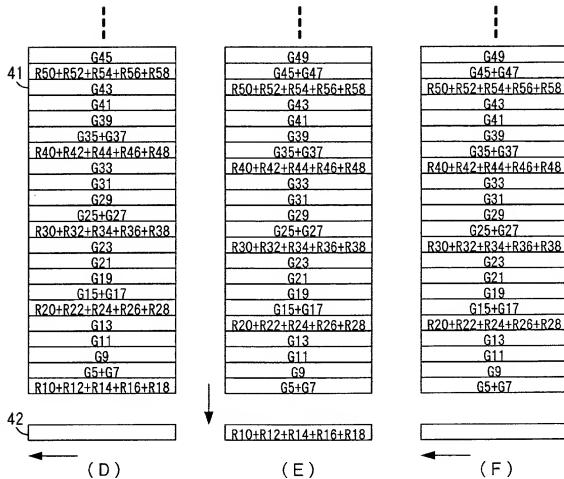 41
G45
R50+R52+R54+R56+R58
G43
G41
G39
G35+G37
R40+R42+R44+R46+R48
G33
G31
G29
G25+G27
R30+R32+R34+R36+R38
G23
G21
G19
G15+G17
R20+R22+R24+R26+R28
G13
G11
G9
G5+G7
R10+R12+R14+R16+R18
42
(D)
G49
G45+G47
R50+R52+R54+R56+R58
G43
G41
G39
G35+G37
R40+R42+R44+R46+R48
G33
G31
G29
G25+G27
R30+R32+R34+R36+R38
G23
G21
G19
G15+G17
R20+R22+R24+R26+R28
G13
G11
G9
G5+G7
R10+R12+R14+R16+R18
(E)
G49
G45+G47
R50+R52+R54+R56+R58
G43
G41
G39
G35+G37
R40+R42+R44+R46+R48
G33
G31
G29
G25+G27
R30+R32+R34+R36+R38
G23
G21
G19
G15+G17
R20+R22+R24+R26+R28
G13
G11
G9
G5+G7
(F)